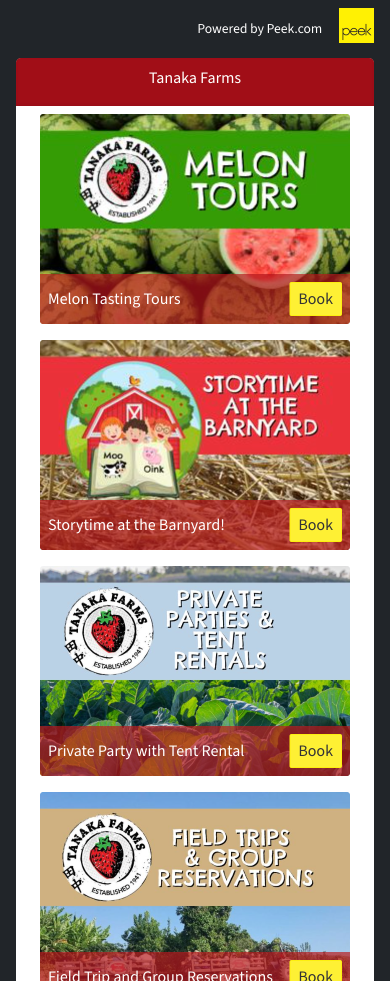 Powered by Peek.com
peek
Tanaka Farms
TANAKA FARMS
田中
ESTABLISHED 1941
MELON
TOURS
Melon Tasting Tours
Book
STORYTIME
AT THE
BARNYARD
Moo
Oink
Storytime at the Barnyard!
Book
TANAKA FARMS
田中
ESTABLISHED 1941
PRIVATE
PARTIES &
TENT
RENTALS
Private Party with Tent Rental
Book
TANAKA FARMS
田中
ESTABLISHED 1941
FIELD TRIPS
& GROUP
RESERVATIONS
Field Trip and Group Reservations
Book